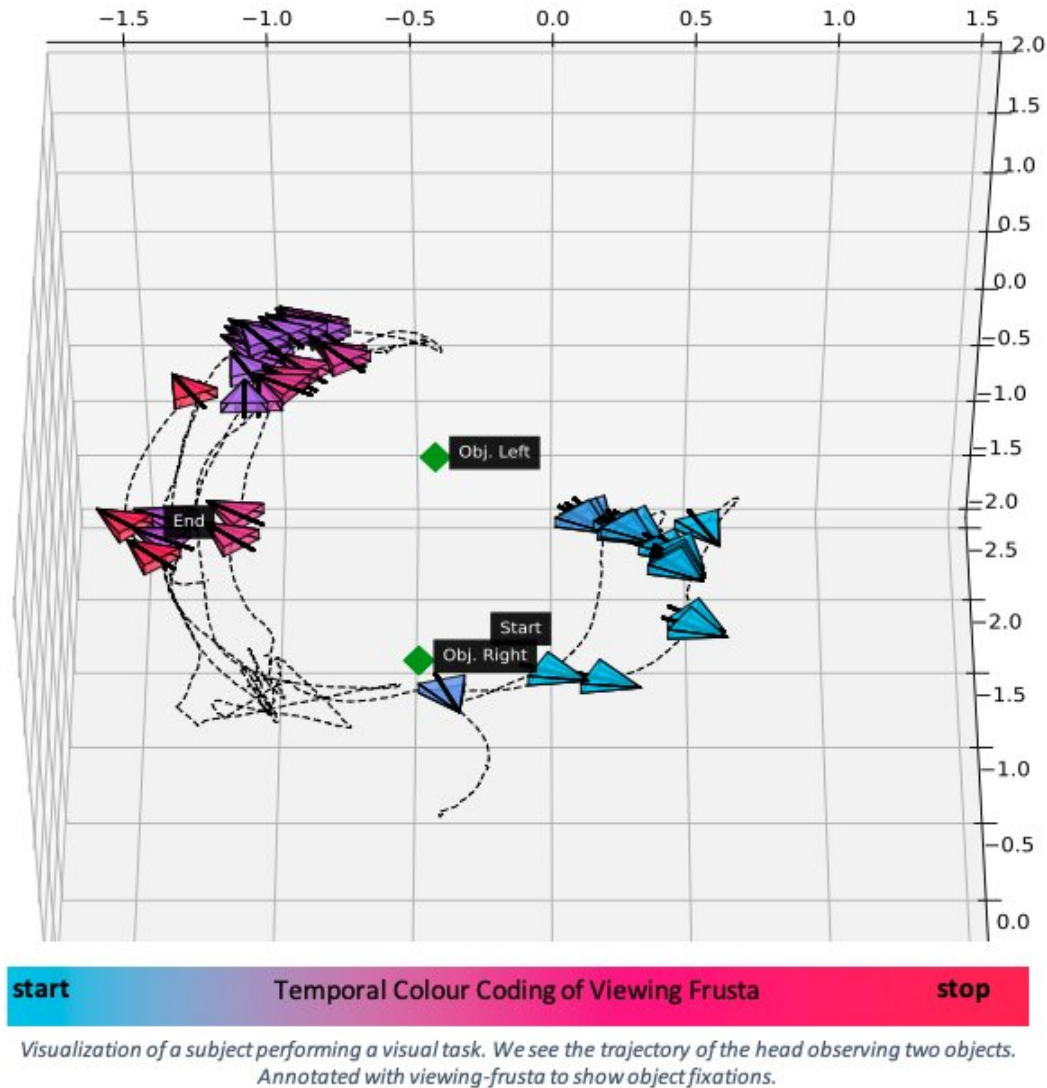 −1.5 −1.0 −0.5 0.0 0.5 1.0 1.5
2.0
1.5
1.0
0.5
0.0
−0.5
−1.0
−1.5
Obj. Left
−2.0
End
−2.5
−2.0
Start
Obj. Right
−1.5
−1.0
−0.5
0.0
start Temporal Colour Coding of Viewing Frusta stop
Visualization of a subject performing a visual task. We see the trajectory of the head observing two objects.
Annotated with viewing-frusta to show object fixations.